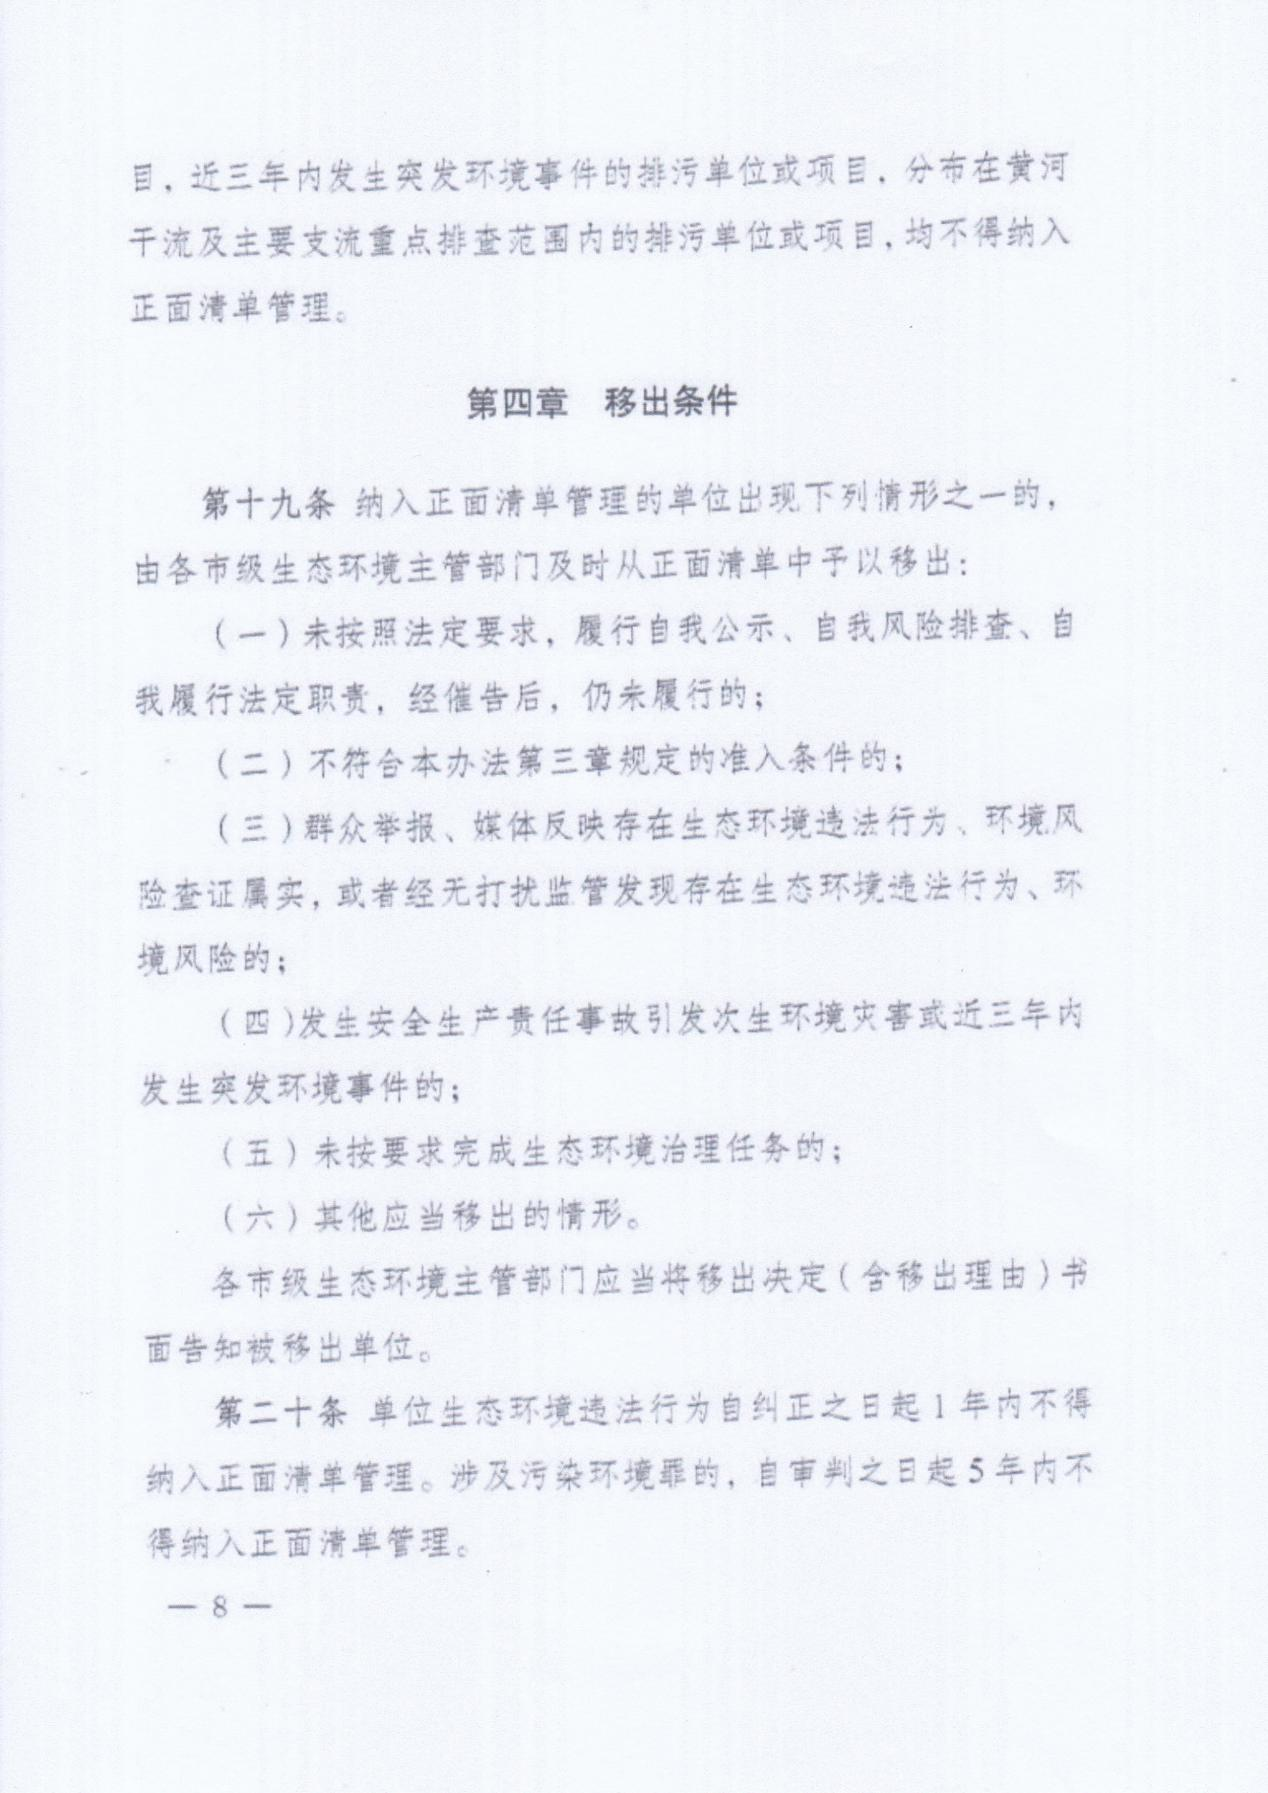 目，近三年内发生突发环境事件的排污单位或项目，分布在黄河
干流及主要支流重点排查范围内的排污单位或项目，均不得纳入
正面清单管理。
第四章　移出条件
第十九条 纳入正面清单管理的单位出现下列情形之一的，
由各市级生态环境主管部门及时从正面清单中予以移出：
（一）未按照法定要求，履行自我公示、自我风险排查、自
我履行法定职责，经催告后，仍未履行的；
（二）不符合本办法第三章规定的准入条件的；
（三）群众举报、媒体反映存在生态环境违法行为、环境风
险查证属实，或者经无打扰监管发现存在生态环境违法行为、环
境风险的；
（四）发生安全生产责任事故引发次生环境灾害或近三年内
发生突发环境事件的；
（五）未按要求完成生态环境治理任务的；
（六）其他应当移出的情形。
各市级生态环境主管部门应当将移出决定（含移出理由）书
面告知被移出单位。
第二十条 单位生态环境违法行为自纠正之日起 1 年内不得
纳入正面清单管理。涉及污染环境罪的，自审判之日起 5 年内不
得纳入正面清单管理。
— 8 —